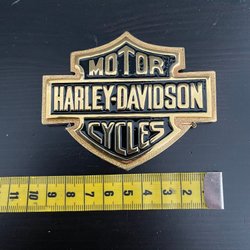 MOTOR
HARLEY-DAVIDSON
CYCLES
11 10 9 8 7 6 5 4 3 2